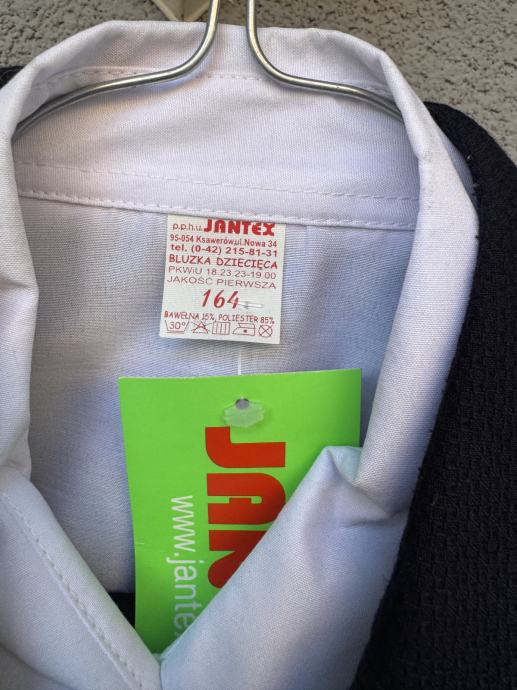 p.p.h.u. JANTEX
95-054 Ksawerów,ul.Nowa 34
tel. (0-42) 215-81-31
BLUZKA DZIECIĘCA
PKWiU 18.23.23-19.00
JAKOŚĆ PIERWSZA
164
BAWEŁNA 15%, POLIESTER 85%
30°
JAN
www.jante